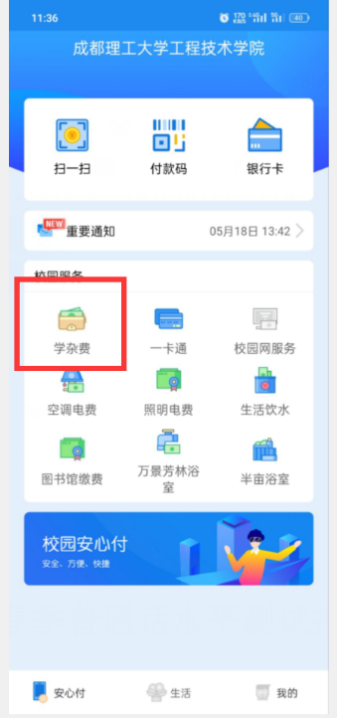 11:36
40
成都理工大学工程技术学院
扫一扫
付款码
银行卡
NEW
重要通知
05月18日 13:42
校园服务
学杂费
一卡通
校园网服务
空调电费
照明电费
生活饮水
图书馆缴费
万景芳林浴
室
半亩浴室
校园安心付
安全、方便、快捷
安心付
生活
我的